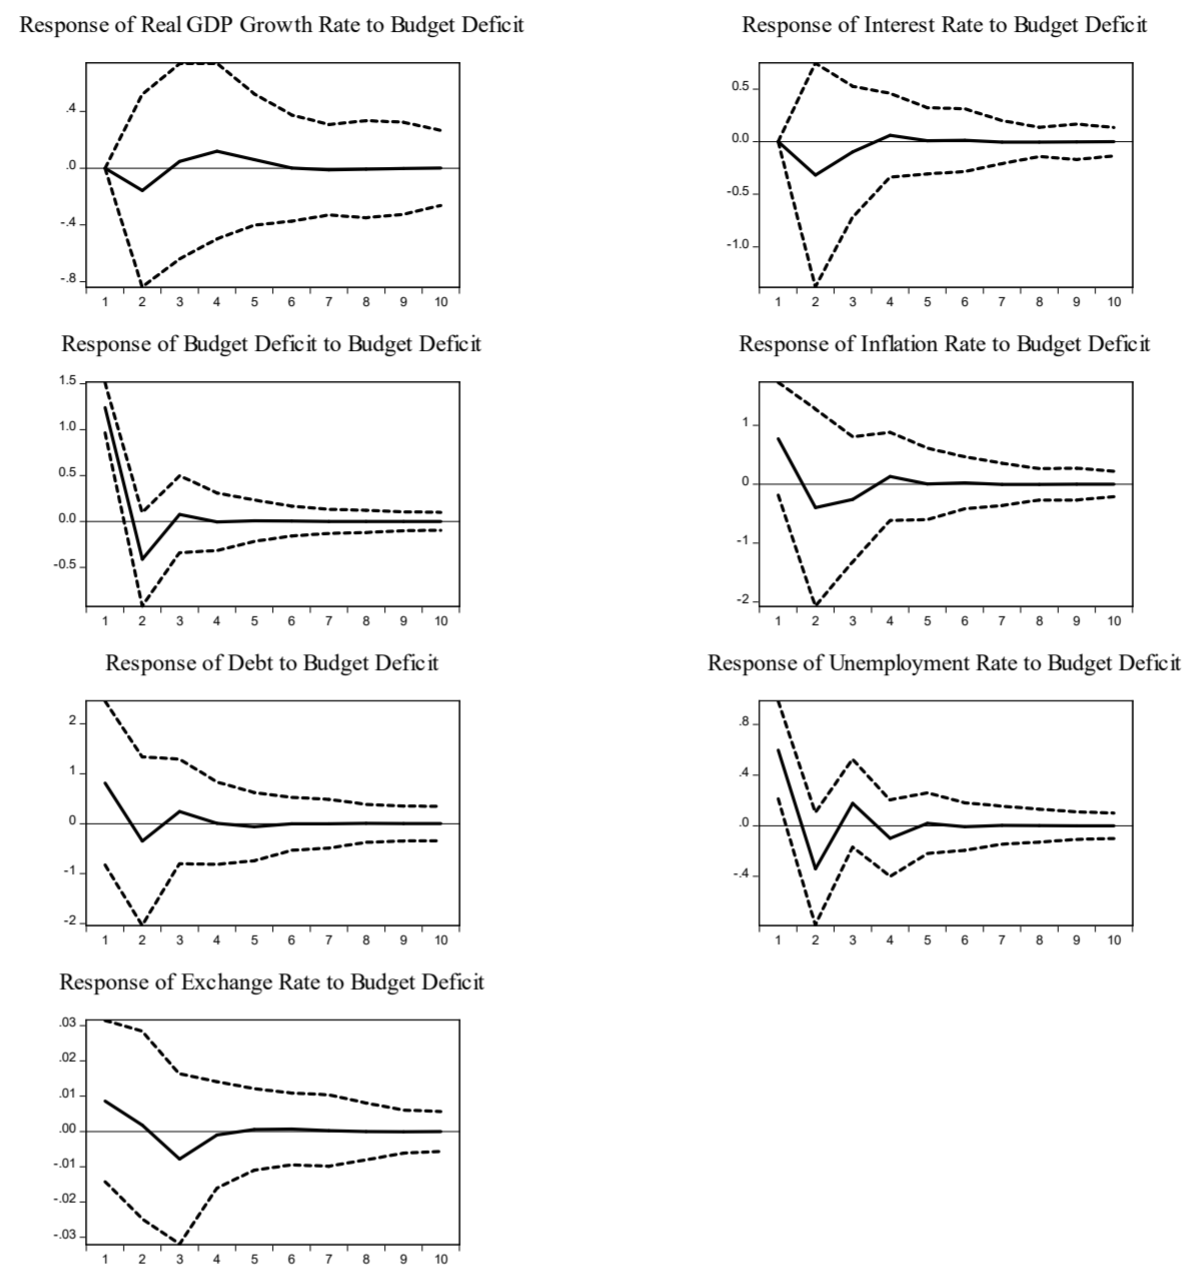 Response of Real GDP Growth Rate to Budget Deficit
.4
.0
-.4
-.8
1 2 3 4 5 6 7 8 9 10
Response of Interest Rate to Budget Deficit
0.5
0.0
-0.5
-1.0
1 2 3 4 5 6 7 8 9 10
Response of Budget Deficit to Budget Deficit
1.5
1.0
0.5
0.0
-0.5
1 2 3 4 5 6 7 8 9 10
Response of Inflation Rate to Budget Deficit
1
0
-1
-2
1 2 3 4 5 6 7 8 9 10
Response of Debt to Budget Deficit
2
1
0
-1
-2
1 2 3 4 5 6 7 8 9 10
Response of Unemployment Rate to Budget Deficit
.8
.4
.0
-.4
1 2 3 4 5 6 7 8 9 10
Response of Exchange Rate to Budget Deficit
.03
.02
.01
.00
-.01
-.02
-.03
1 2 3 4 5 6 7 8 9 10